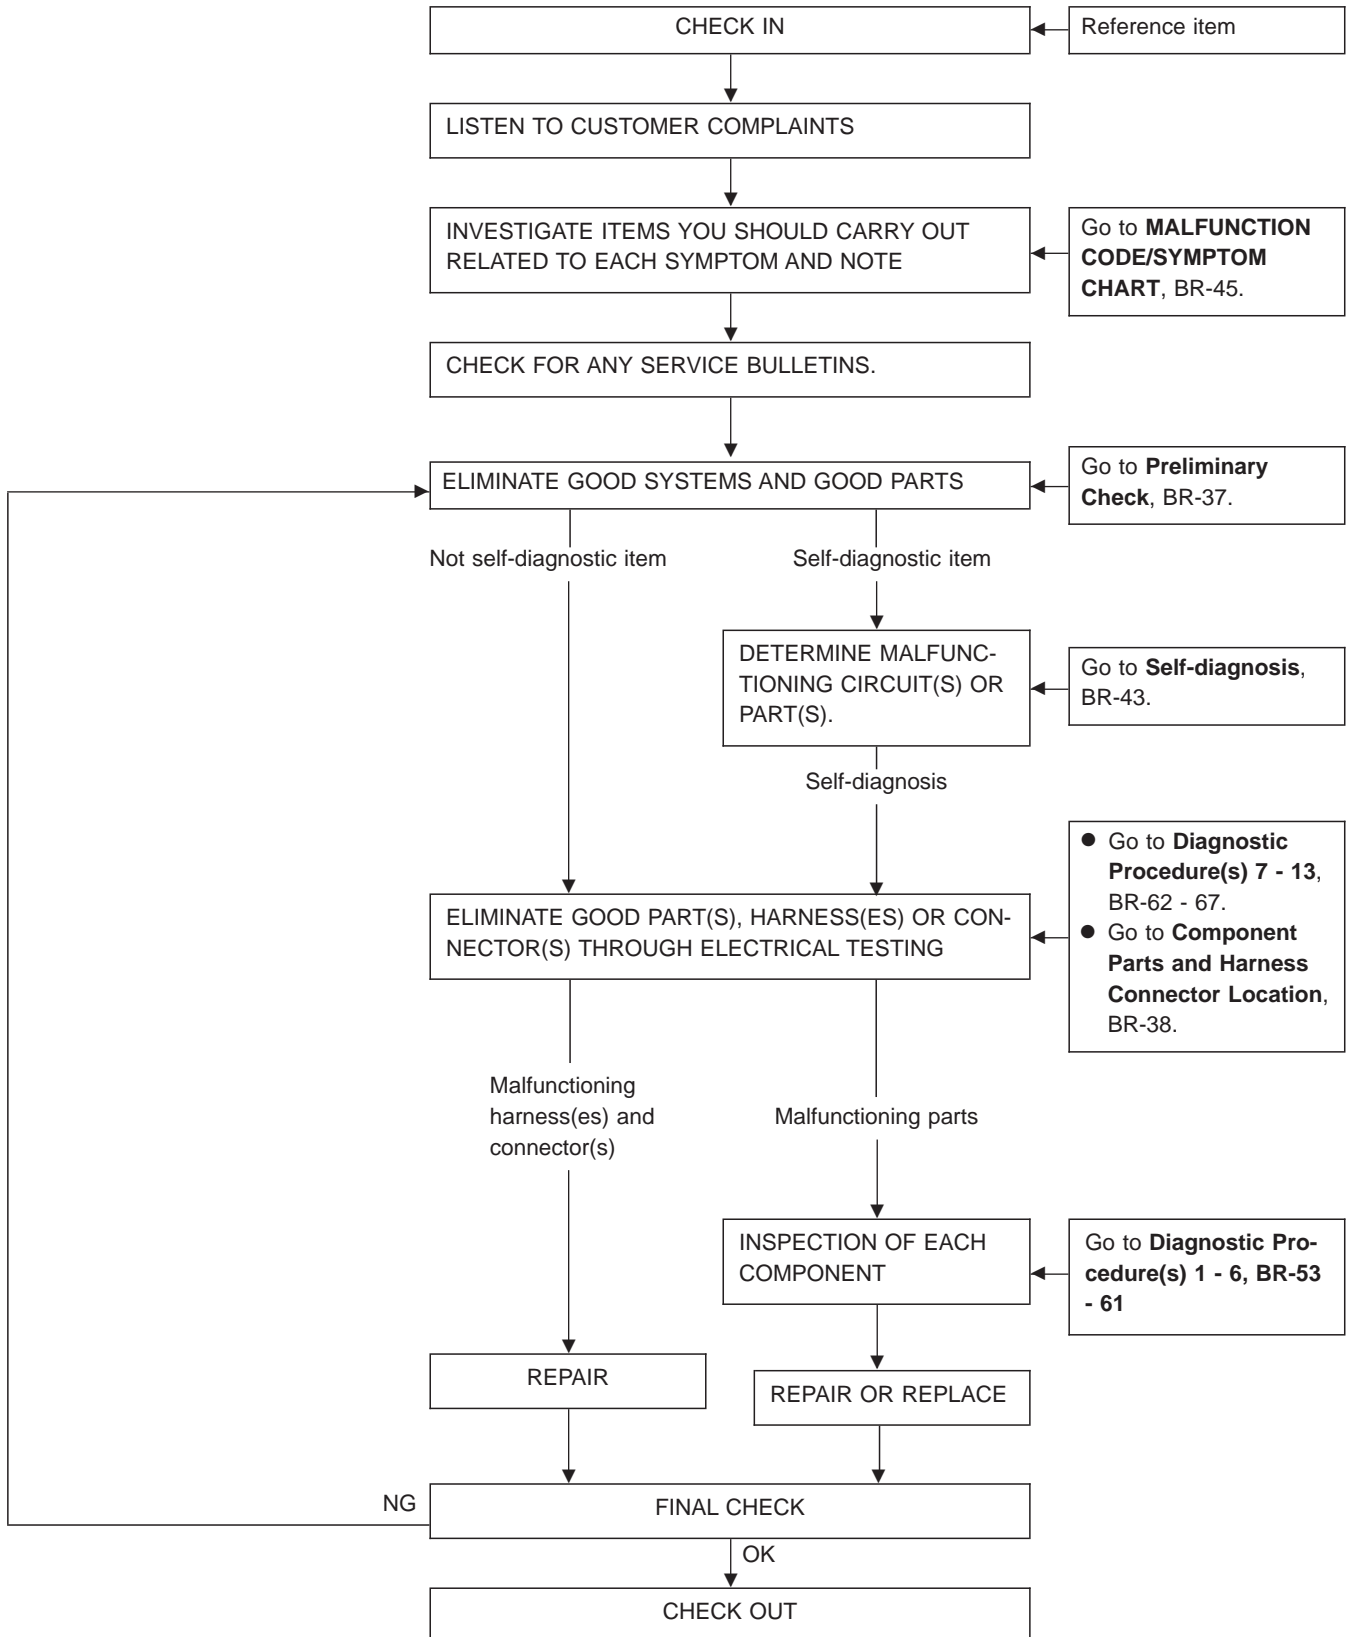 CHECK IN
Reference item
LISTEN TO CUSTOMER COMPLAINTS
INVESTIGATE ITEMS YOU SHOULD CARRY OUT
RELATED TO EACH SYMPTOM AND NOTE
Go to MALFUNCTION
CODE/SYMPTOM
CHART, BR-45.
CHECK FOR ANY SERVICE BULLETINS.
ELIMINATE GOOD SYSTEMS AND GOOD PARTS
Go to Preliminary
Check, BR-37.
Not self-diagnostic item
Self-diagnostic item
DETERMINE MALFUNC-
TIONING CIRCUIT(S) OR
PART(S).
Go to Self-diagnosis,
BR-43.
Self-diagnosis
ELIMINATE GOOD PART(S), HARNESS(ES) OR CON-
NECTOR(S) THROUGH ELECTRICAL TESTING
● Go to Diagnostic
Procedure(s) 7 - 13,
BR-62 - 67.
● Go to Component
Parts and Harness
Connector Location,
BR-38.
Malfunctioning
harness(es) and
connector(s)
Malfunctioning parts
INSPECTION OF EACH
COMPONENT
Go to Diagnostic Pro-
cedure(s) 1 - 6, BR-53
- 61
REPAIR
REPAIR OR REPLACE
NG
FINAL CHECK
OK
CHECK OUT